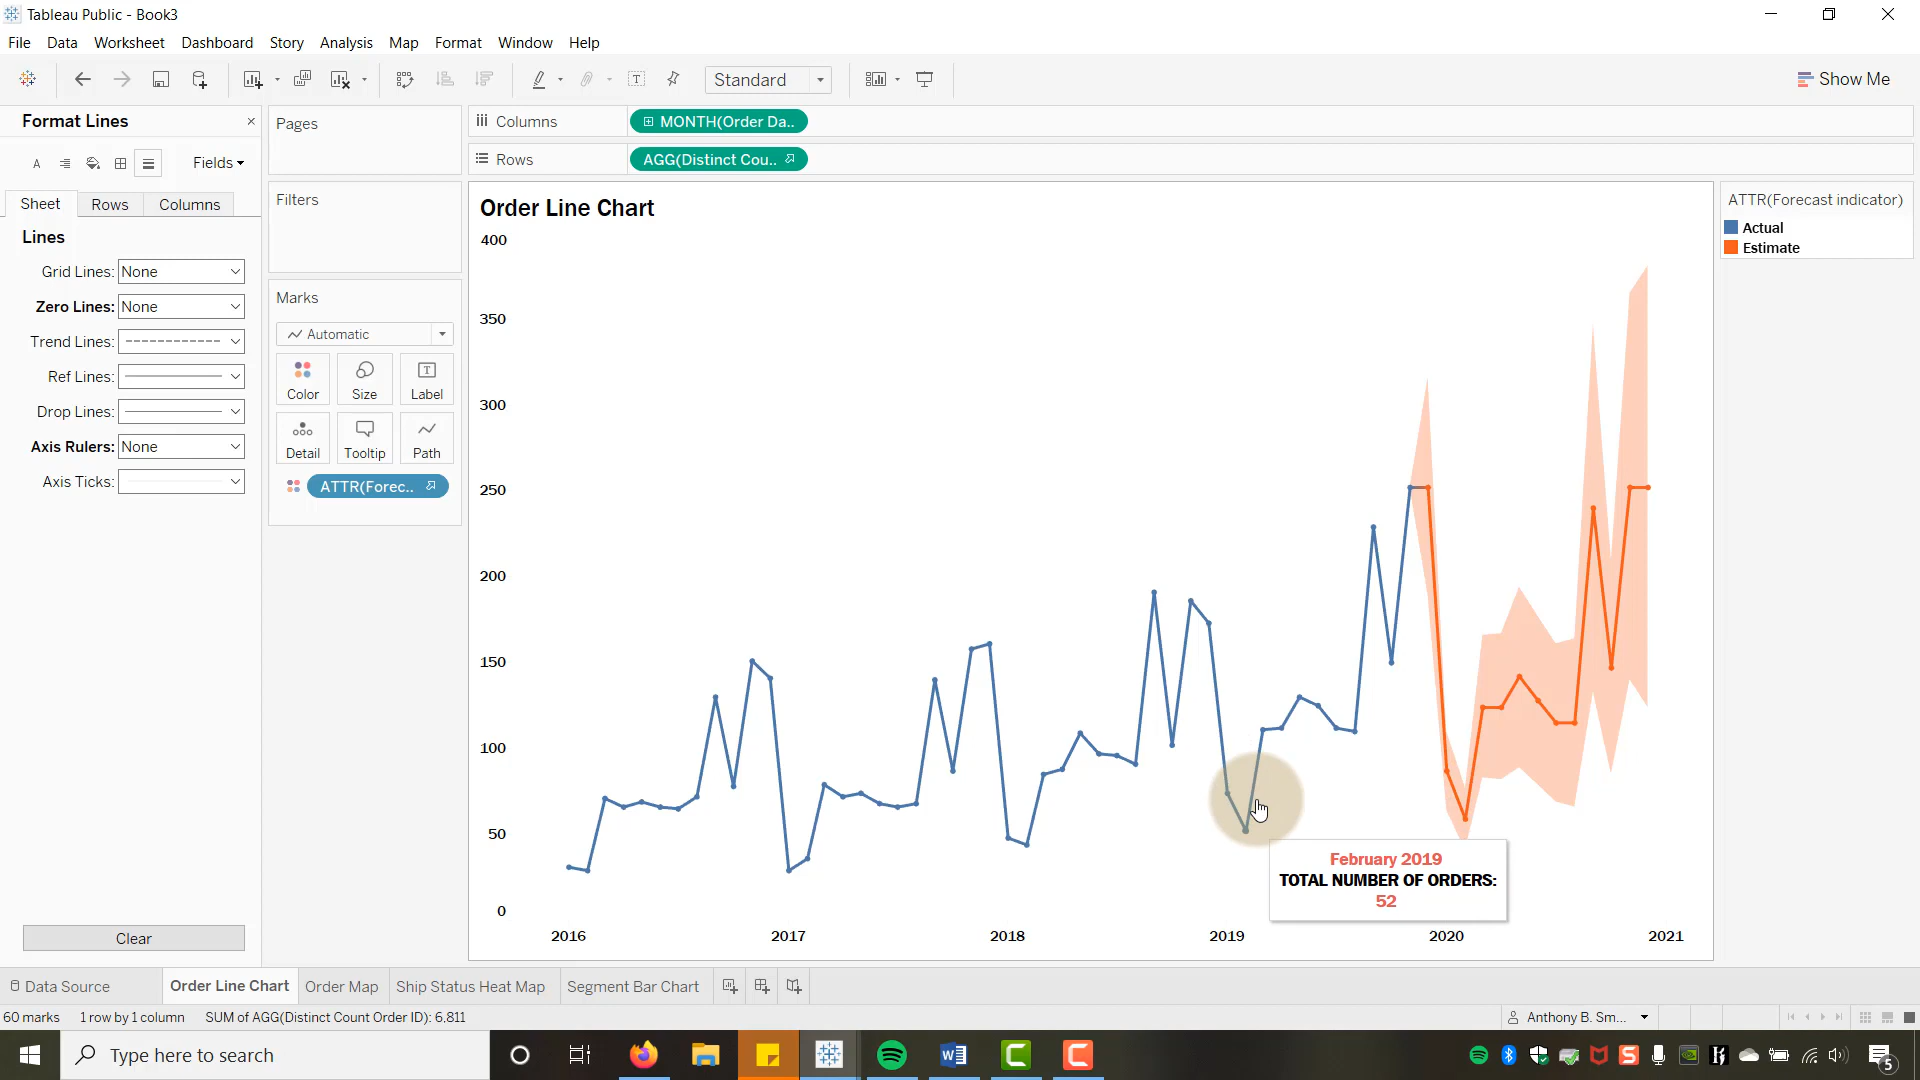 Tableau Public - Book3
File Data Worksheet Dashboard Story Analysis Map Format Window Help
Standard
Show Me
Format Lines
Fields
Sheet Rows Columns
Lines
Grid Lines: None
Zero Lines: None
Trend Lines:
Ref Lines:
Drop Lines:
Axis Rulers: None
Axis Ticks:
Clear
Pages
Filters
Marks
Automatic
Color Size Label
Detail Tooltip Path
ATTR(Forec..
Columns MONTH(Order Da..
Rows AGG(Distinct Cou..
Order Line Chart
400
350
300
250
200
150
100
50
0
2016 2017 2018 2019 2020 2021
February 2019
TOTAL NUMBER OF ORDERS:
52
ATTR(Forecast indicator)
Actual
Estimate
Data Source Order Line Chart Order Map Ship Status Heat Map Segment Bar Chart
60 marks 1 row by 1 column SUM of AGG(Distinct Count Order ID): 6,811
Anthony B. Sm...
Type here to search
5